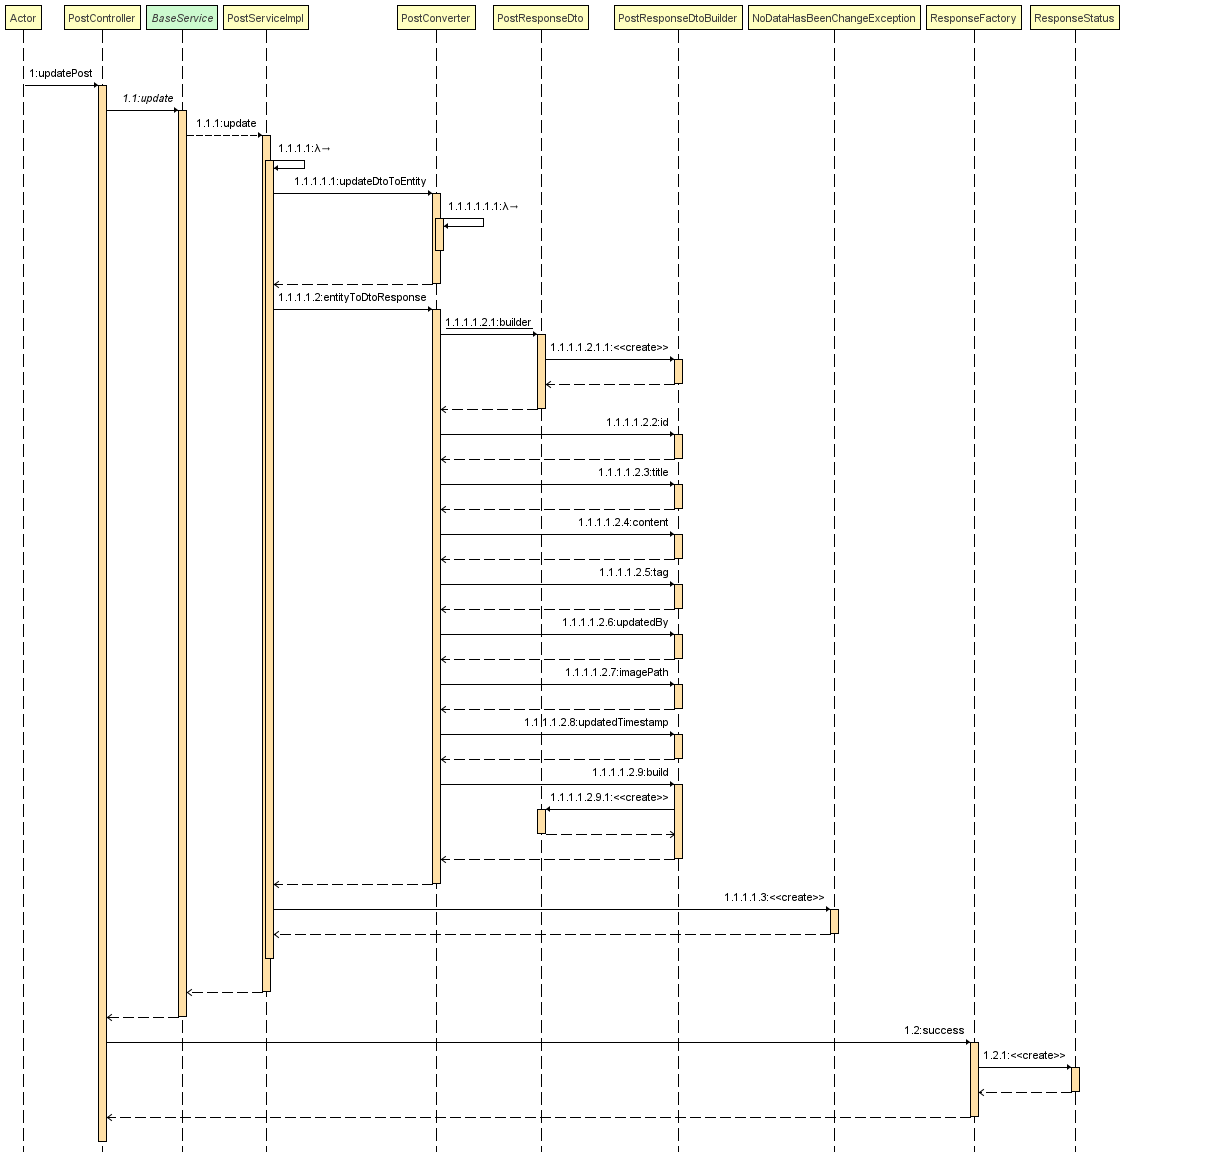 Actor
PostController
BaseService
PostServiceImpl
PostConverter
PostResponseDto
PostResponseDtoBuilder
NoDataHasBeenChangeException
ResponseFactory
ResponseStatus
1:updatePost
1.1:update
1.1.1:update
1.1.1.1:λ→
1.1.1.1.1:updateDtoToEntity
1.1.1.1.1.1:λ→
1.1.1.1.2:entityToDtoResponse
1.1.1.1.2.1:builder
1.1.1.1.2.1.1:<<create>>
1.1.1.1.2.2:id
1.1.1.1.2.3:title
1.1.1.1.2.4:content
1.1.1.1.2.5:tag
1.1.1.1.2.6:updatedBy
1.1.1.1.2.7:imagePath
1.1.1.1.2.8:updatedTimestamp
1.1.1.1.2.9:build
1.1.1.1.2.9.1:<<create>>
1.1.1.1.3:<<create>>
1.2:success
1.2.1:<<create>>